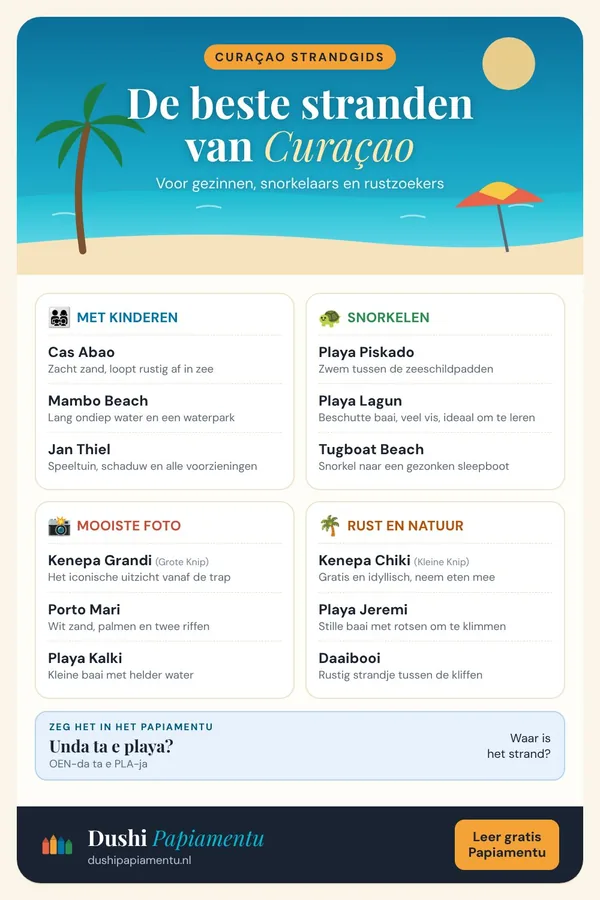 CURAÇAO STRANDGIDS
De beste stranden
van Curaçao
Voor gezinnen, snorkelaars en rustzoekers
MET KINDEREN
Cas Abao
Zacht zand, loopt rustig af in zee
Mambo Beach
Lang ondiep water en een waterpark
Jan Thiel
Speeltuin, schaduw en alle voorzieningen
SNORKELEN
Playa Piskado
Zwem tussen de zeeschildpadden
Playa Lagun
Beschutte baai, veel vis, ideaal om te leren
Tugboat Beach
Snorkel naar een gezonken sleepboot
MOOISTE FOTO
Kenepa Grandi (Grote Knip)
Het iconische uitzicht vanaf de trap
Porto Mari
Wit zand, palmen en twee riffen
Playa Kalki
Kleine baai met helder water
RUST EN NATUUR
Kenepa Chiki (Kleine Knip)
Gratis en idyllisch, neem eten mee
Playa Jeremi
Stille baai met rotsen om te klimmen
Daaibooi
Rustig strandje tussen de kliffen
ZEG HET IN HET PAPIAMENTU
Unda ta e playa?
OEN-da ta e PLA-ja
Waar is
het strand?
Dushi Papiamentu
dushipapiamentu.nl
Leer gratis
Papiamentu